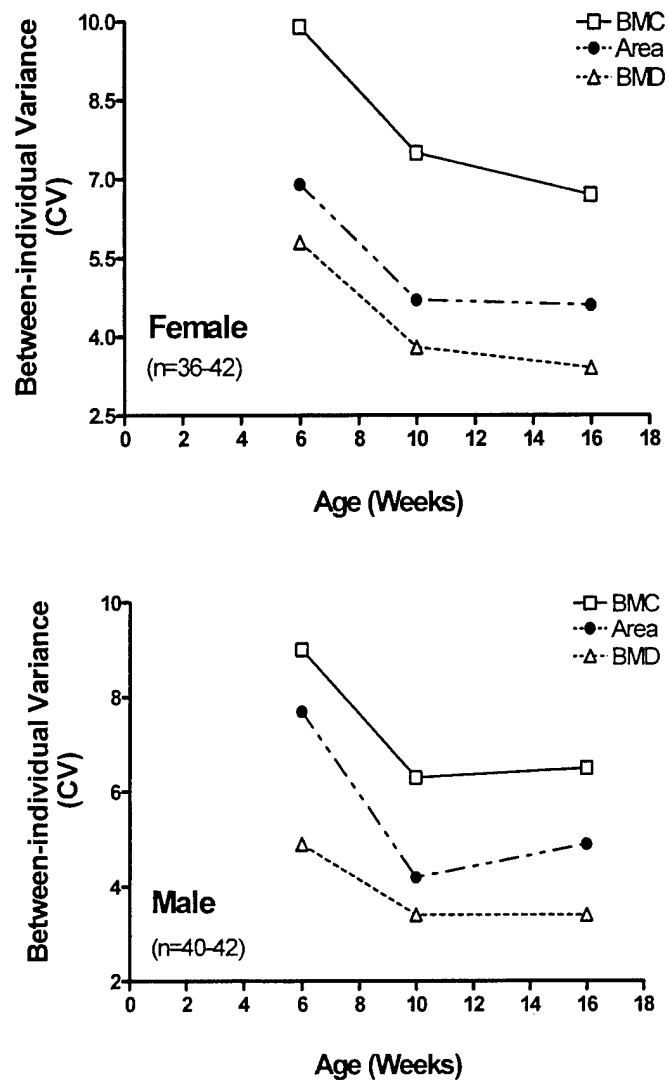 10.0
8.5
7.0
5.5
4.0
2.5
Between-individual Variance
(CV)
BMC
Area
BMD
Female
(n=36-42)
0 2 4 6 8 10 12 14 16 18
Age (Weeks)
10
8
6
4
2
Between-individual Variance
(CV)
BMC
Area
BMD
Male
(n=40-42)
0 2 4 6 8 10 12 14 16 18
Age (Weeks)